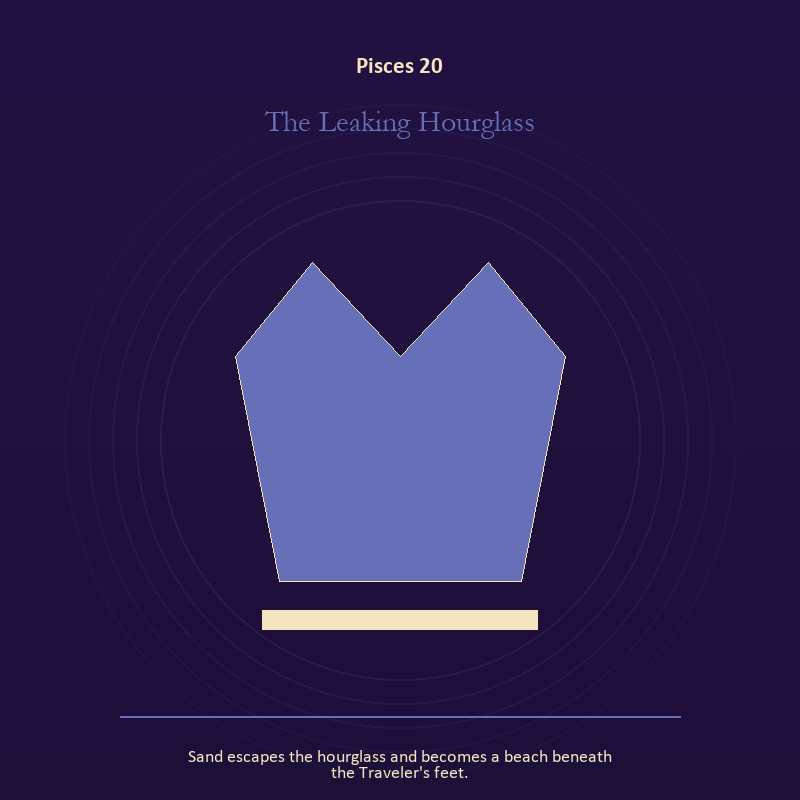 Pisces 20
The Leaking Hourglass
Sand escapes the hourglass and becomes a beach beneath
the Traveler's feet.